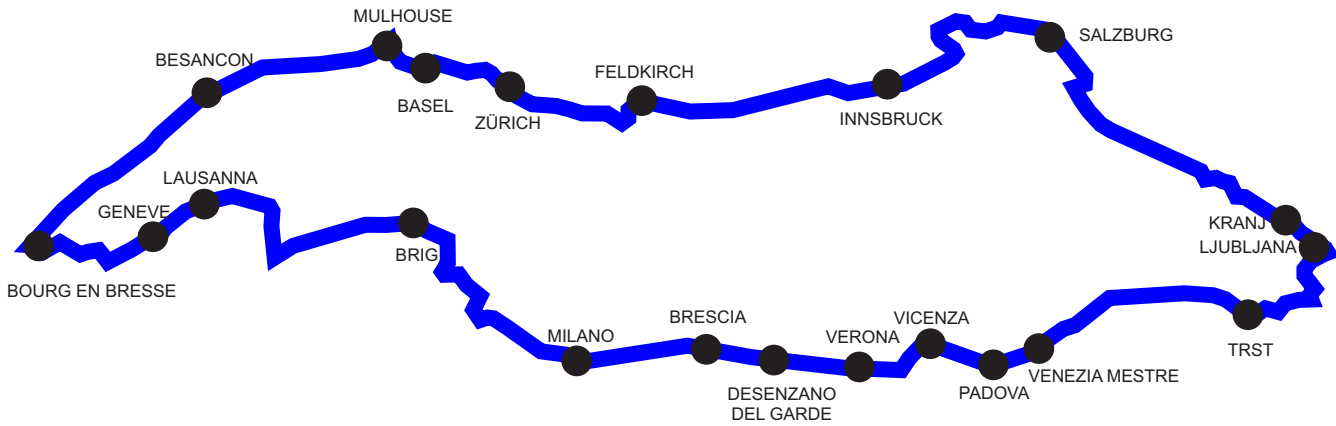 MULHOUSE
BESANCON
BASEL
ZÜRICH
FELDKIRCH
INNSBRUCK
SALZBURG
LAUSANNA
GENEVE
BOURG EN BRESSE
BRIG
KRANJ
LJUBLJANA
MILANO
BRESCIA
DESENZANO
DEL GARDE
VERONA
VICENZA
PADOVA
VENEZIA MESTRE
TRST